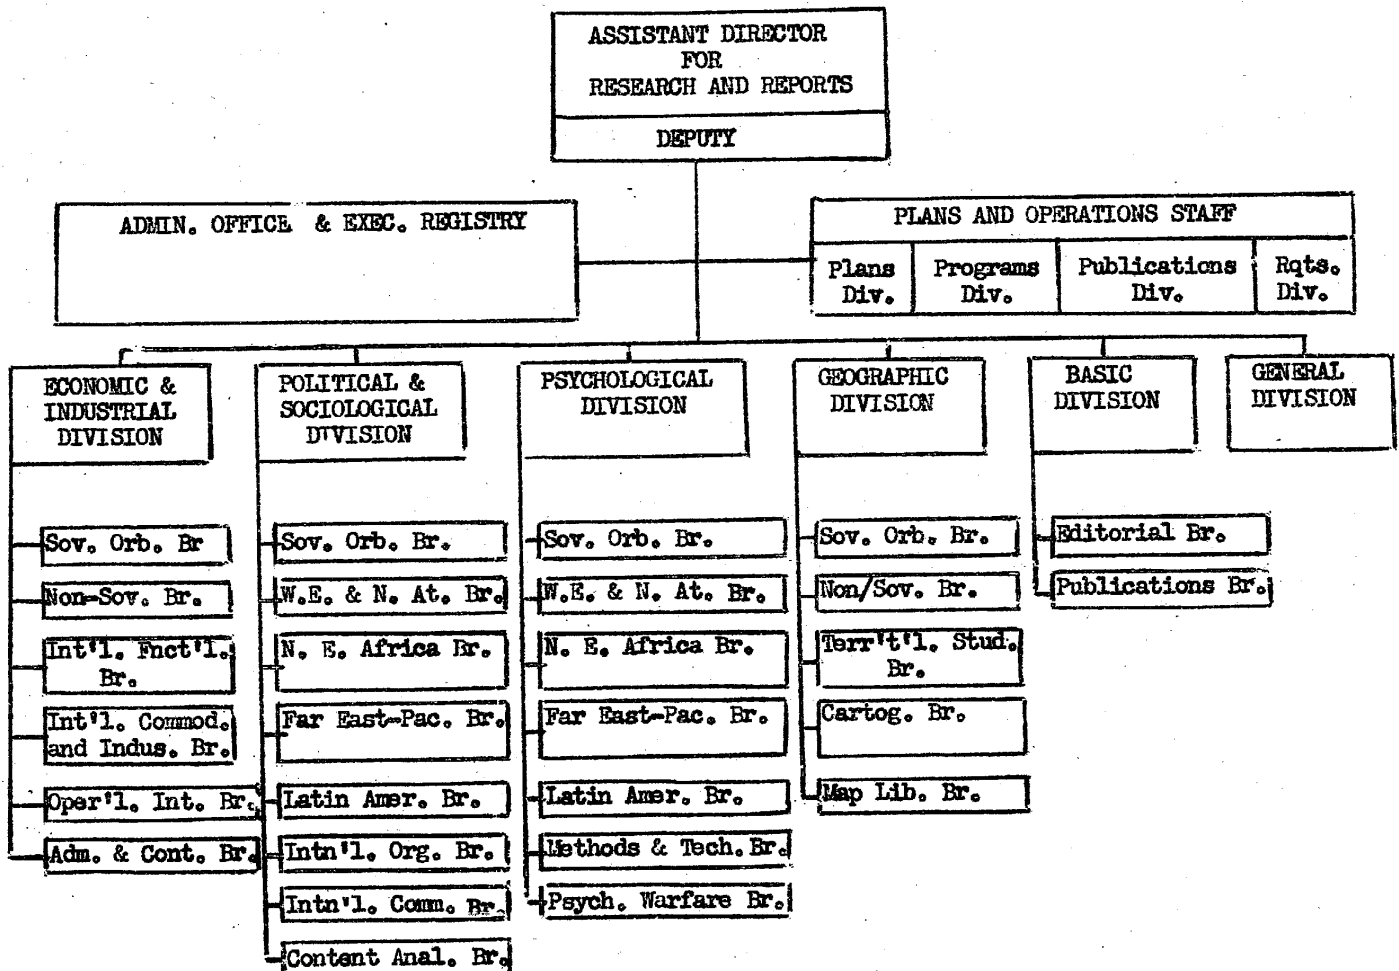 ASSISTANT DIRECTOR
FOR
RESEARCH AND REPORTS
DEPUTY
ADMIN. OFFICE & EXEC. REGISTRY
PLANS AND OPERATIONS STAFF
Plans
Div.
Programs
Div.
Publications
Div.
Rqts.
Div.
ECONOMIC &
INDUSTRIAL
DIVISION
Sov. Orb. Br
Non-Sov. Br.
Int'l. Fnct'l.
Br.
Int'l. Commod.
and Indus. Br.
Oper'l. Int. Br.
Adm. & Cont. Br.
POLITICAL &
SOCIOLOGICAL
DIVISION
Sov. Orb. Br.
W.E. & N. At. Br.
N. E. Africa Br.
Far East-Pac. Br.
Latin Amer. Br.
Intn'l. Org. Br.
Intn'l. Comm. Br.
Content Anal. Br.
PSYCHOLOGICAL
DIVISION
Sov. Orb. Br.
W.E. & N. At. Br.
N. E. Africa Br.
Far East-Pac. Br.
Latin Amer. Br.
Methods & Tech. Br.
Psych. Warfare Br.
GEOGRAPHIC
DIVISION
Sov. Orb. Br.
Non/Sov. Br.
Terr't'l. Stud.
Br.
Cartog. Br.
Map Lib. Br.
BASIC
DIVISION
Editorial Br.
Publications Br.
GENERAL
DIVISION